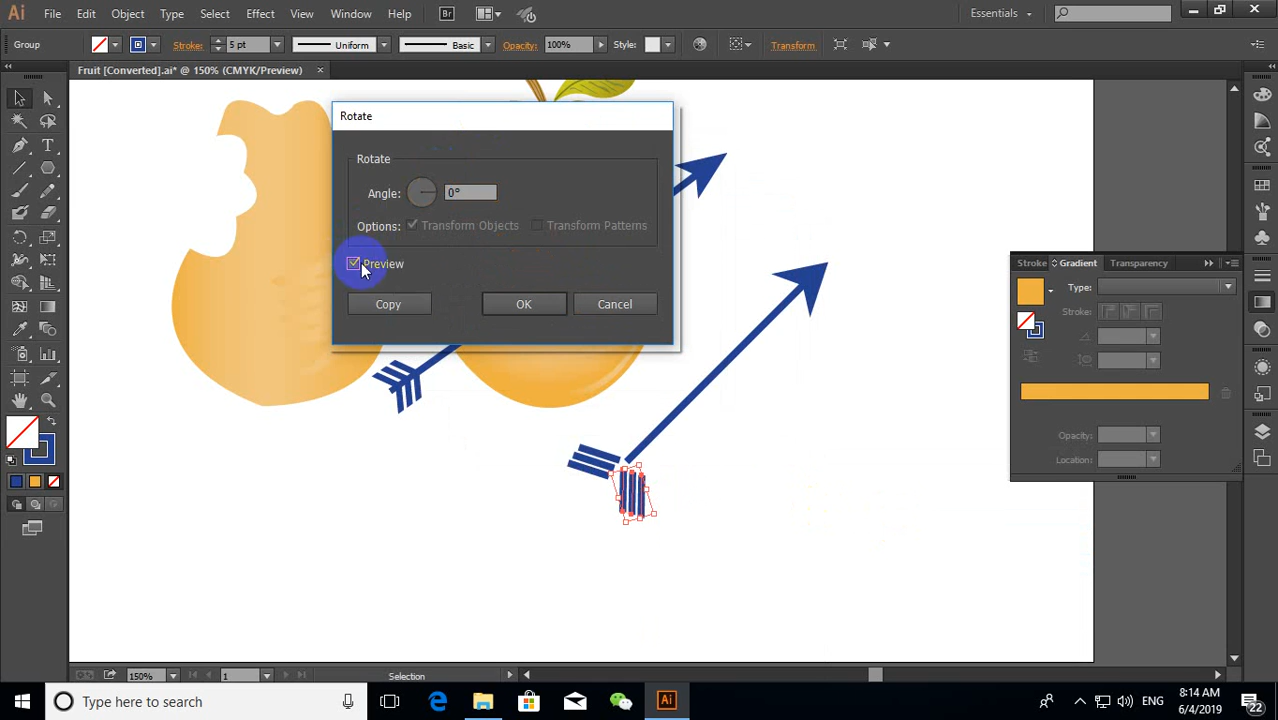 Ai File Edit Object Type Select Effect View Window Help Br Essentials
Group Stroke: 5 pt Uniform Basic Opacity: 100% Style: Transform
Fruit [Converted].ai* @ 150% (CMYK/Preview)
Rotate
Rotate
Angle: 0°
Options: Transform Objects Transform Patterns
Preview
Copy OK Cancel
Stroke Gradient Transparency
Type:
Stroke:
Opacity:
Location:
150% 1 Selection
Type here to search
Ai
ENG
8:14 AM
6/4/2019
22